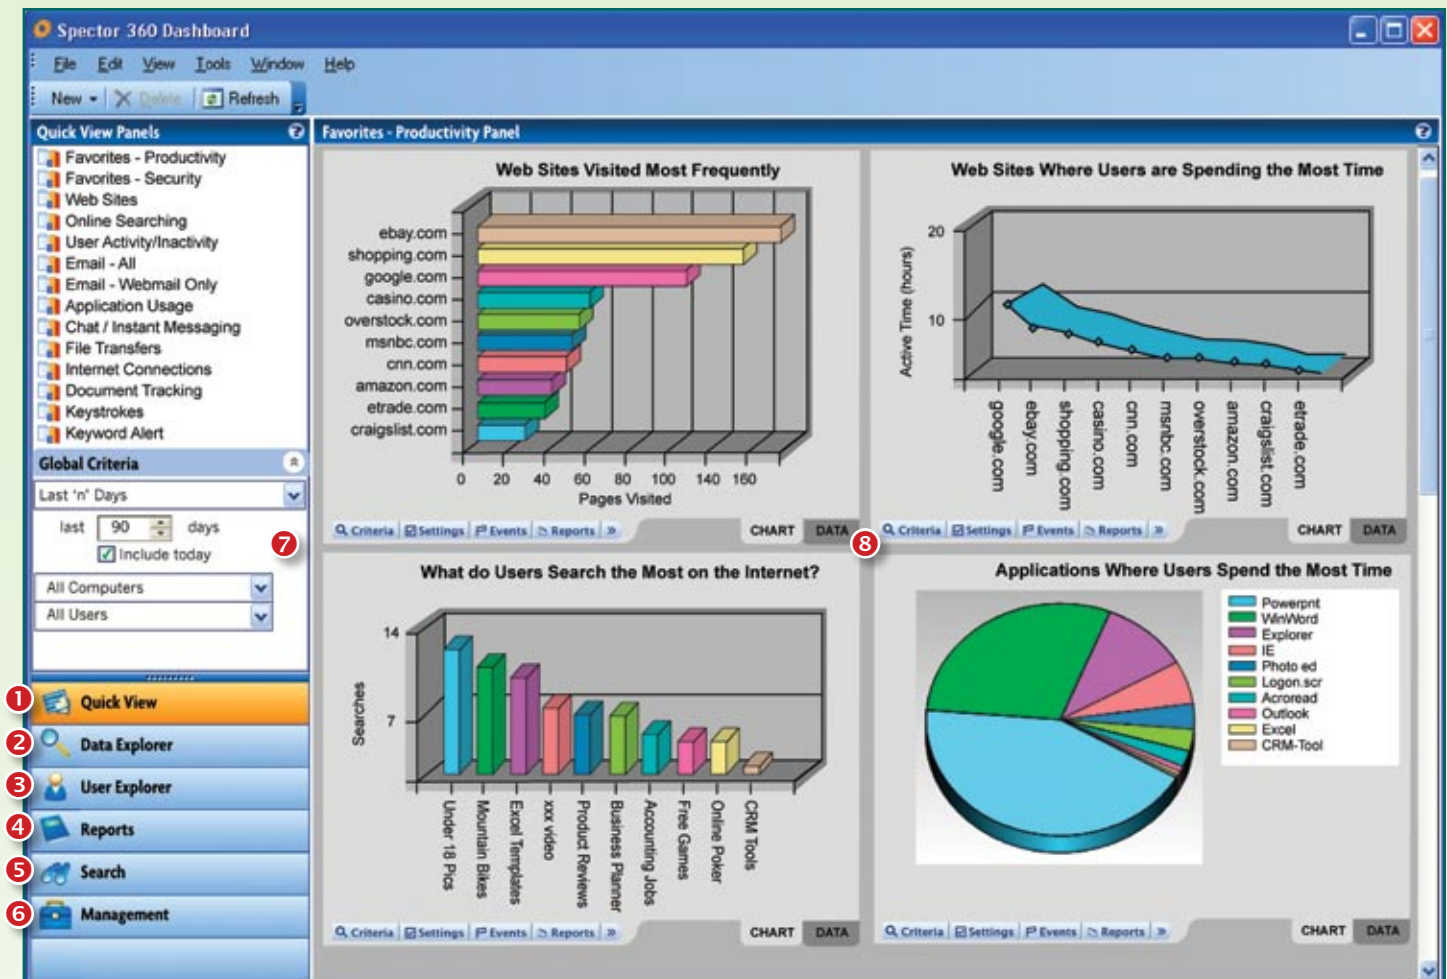 Spector 360 Dashboard
File Edit View Tools Window Help
New Delete Refresh
Quick View Panels
Favorites - Productivity
Favorites - Security
Web Sites
Online Searching
User Activity/Inactivity
Email - All
Email - Webmail Only
Application Usage
Chat / Instant Messaging
File Transfers
Internet Connections
Document Tracking
Keystrokes
Keyword Alert
Global Criteria
Last 'n' Days
last 90 days
Include today
7
All Computers
All Users
1 Quick View
2 Data Explorer
3 User Explorer
4 Reports
5 Search
6 Management
Favorites - Productivity Panel
Web Sites Visited Most Frequently
ebay.com
shopping.com
google.com
casino.com
overstock.com
msnbc.com
cnn.com
amazon.com
etrade.com
craigslist.com
0 20 40 60 80 100 140 160
Pages Visited
Criteria Settings Events Reports » CHART DATA
Web Sites Where Users are Spending the Most Time
Active Time (hours)
20
10
google.com
ebay.com
shopping.com
casino.com
cnn.com
msnbc.com
overstock.com
amazon.com
craigslist.com
etrade.com
8
Criteria Settings Events Reports » CHART DATA
What do Users Search the Most on the Internet?
Searches
14
7
Under 18 Pics
Mountain Bikes
Excel Templates
xxx video
Product Reviews
Business Planner
Accounting Jobs
Free Games
Online Poker
CRM Tools
Criteria Settings Events Reports » CHART DATA
Applications Where Users Spend the Most Time
Powerpnt
WinWord
Explorer
IE
Photo ed
Logon.scr
Acroread
Outlook
Excel
CRM-Tool
Criteria Settings Events Reports » CHART DATA